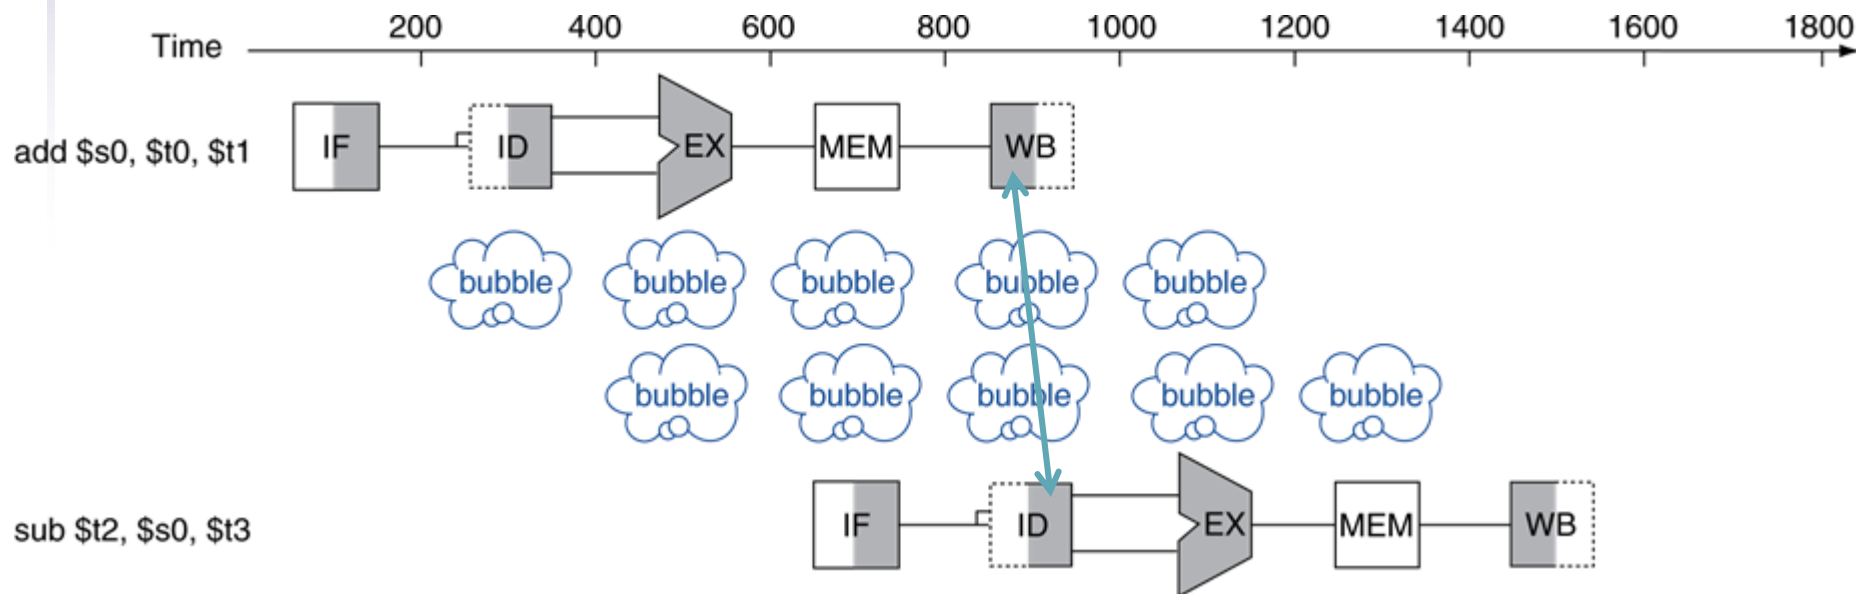 200 400 600 800 1000 1200 1400 1600 1800
Time
add $s0, $t0, $t1 IF ID EX MEM WB
bubble bubble bubble bubble bubble
bubble bubble bubble bubble bubble
sub $t2, $s0, $t3 IF ID EX MEM WB